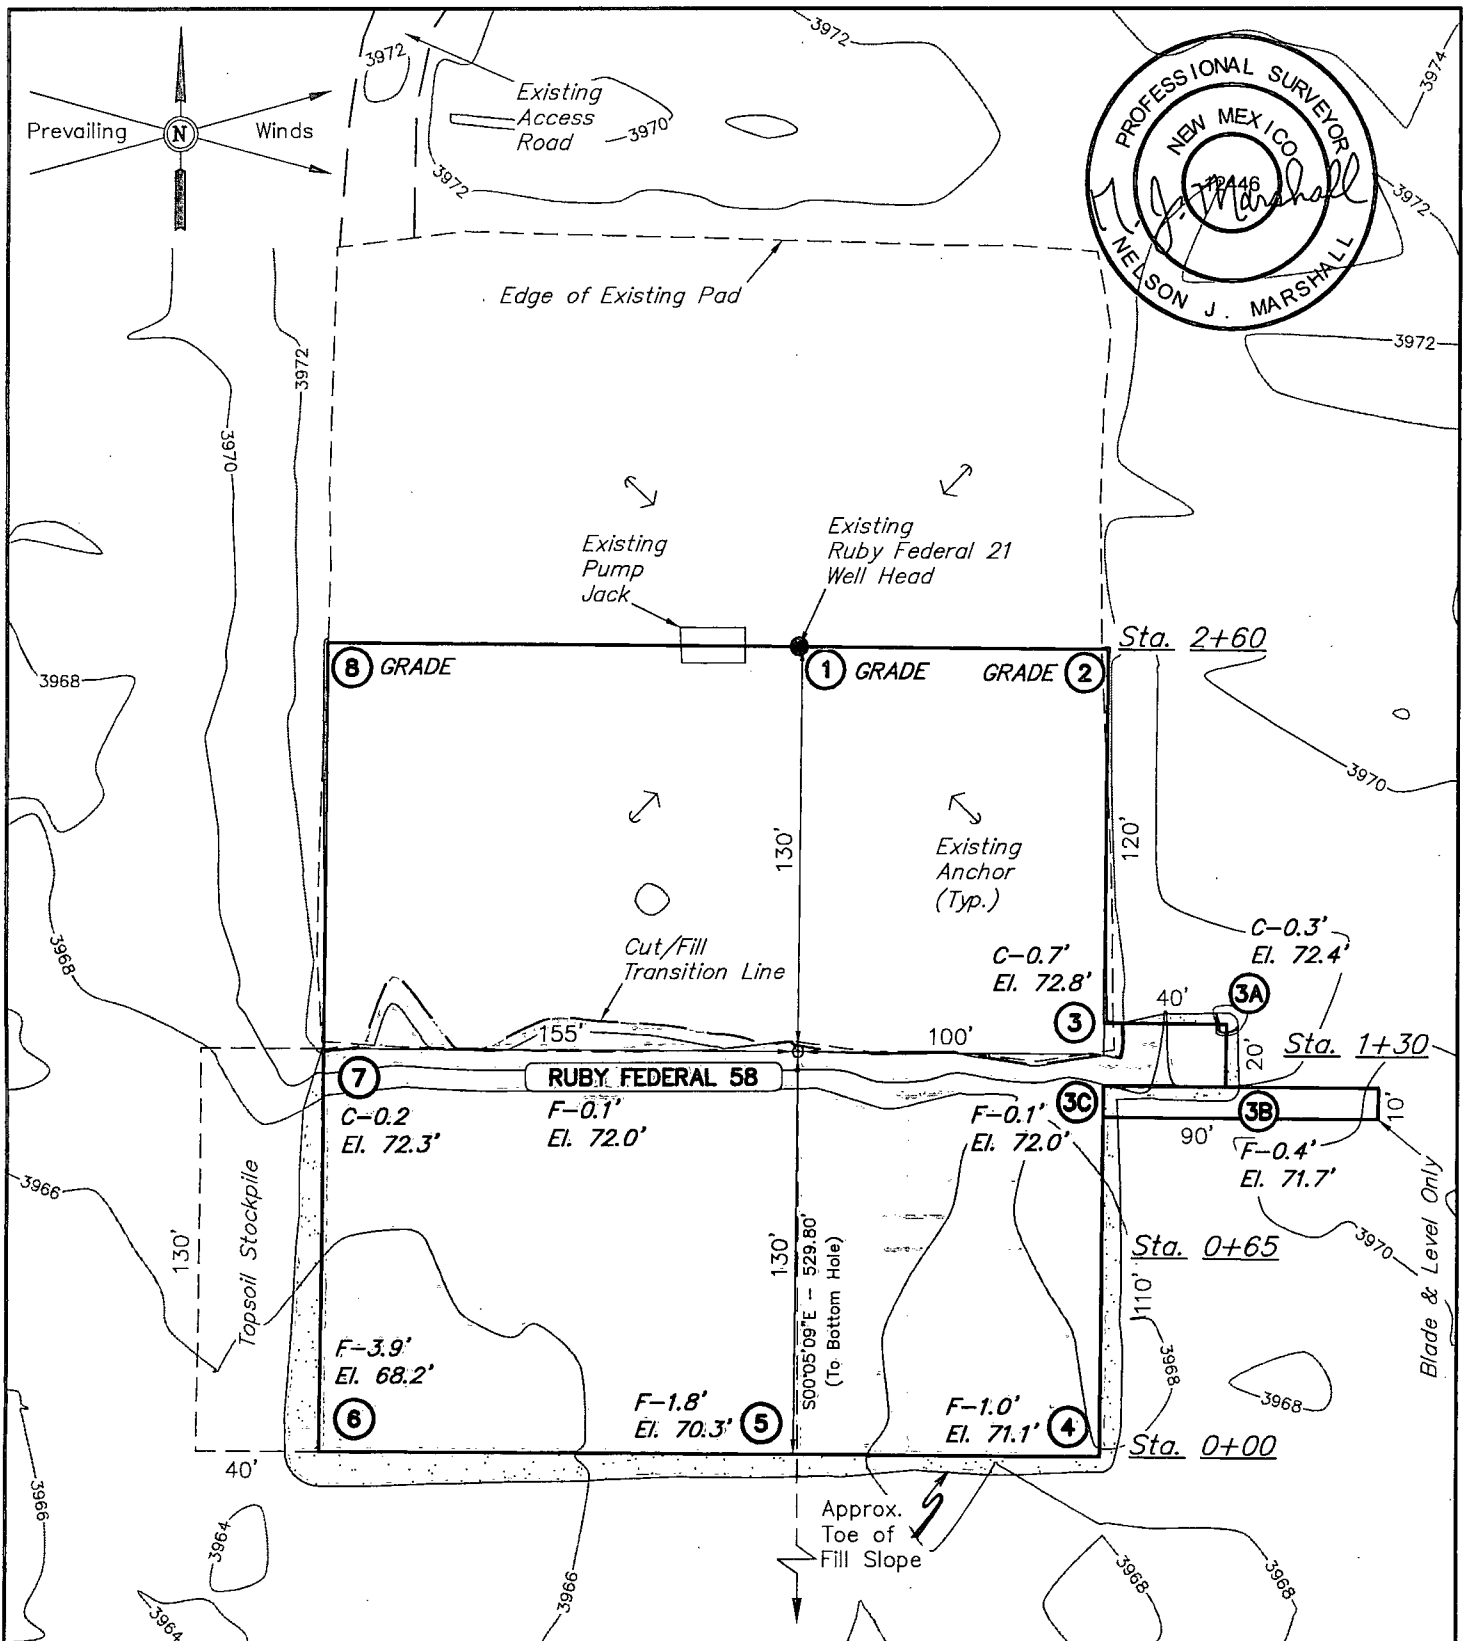 3972
3972
3974
Existing
Access
Road
3970
3972
Prevailing
N
Winds
PROFESSIONAL SURVEYOR
NEW MEXICO
N. J. Marshall
NELSON J. MARSHALL
3972
Edge of Existing Pad
3972
3972
3970
Existing
Pump
Jack
Existing
Ruby Federal 21
Well Head
Sta. 2+60
8 GRADE
1 GRADE
GRADE 2
3968
3970
130'
120'
Existing
Anchor
(Typ.)
3968
Cut/Fill
Transition Line
C-0.7'
El. 72.8'
3
C-0.3'
El. 72.4'
3A
40'
155'
100'
20'
Sta. 1+30
7
RUBY FEDERAL 58
3C
3B
10'
C-0.2
El. 72.3'
F-0.1'
El. 72.0'
F-0.1'
El. 72.0'
90'
F-0.4'
El. 71.7'
Blade & Level Only
3966
130'
Topsoil Stockpile
130'
S00°05'09"E - 529.80'
(To Bottom Hole)
Sta. 0+65
3970
110'
F-3.9'
El. 68.2'
6
F-1.8'
El. 70.3'
5
F-1.0'
El. 71.1'
4
3968
3968
Sta. 0+00
40'
3966
3964
3964
3966
Approx.
Toe of
Fill Slope
3968
3968